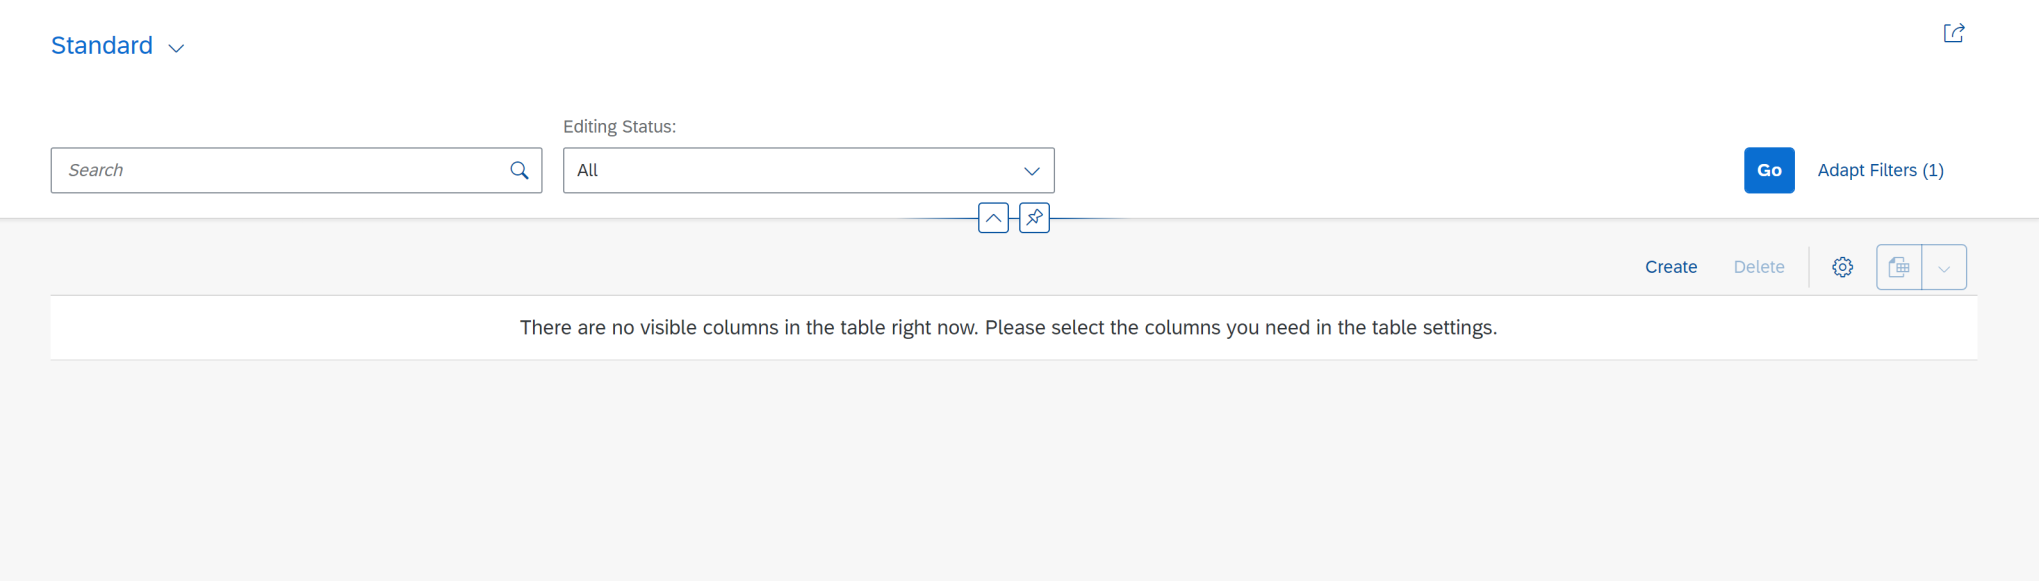 Standard
Editing Status:
Search
All
Go
Adapt Filters (1)
Create
Delete
There are no visible columns in the table right now. Please select the columns you need in the table settings.